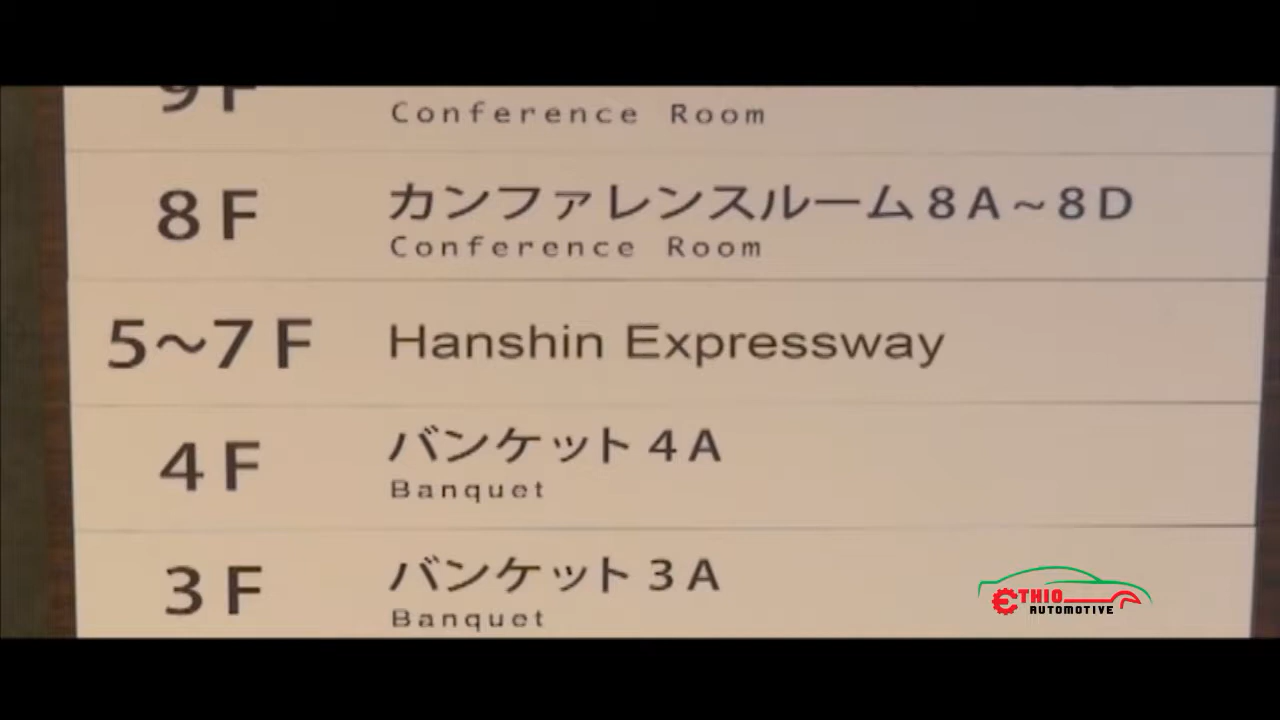 9F
Conference Room
8F
カンファレンスルーム8A～8D
Conference Room
5～7F
Hanshin Expressway
4F
バンケット4A
Banquet
3F
バンケット3A
Banquet
ETHIO
AUTOMOTIVE